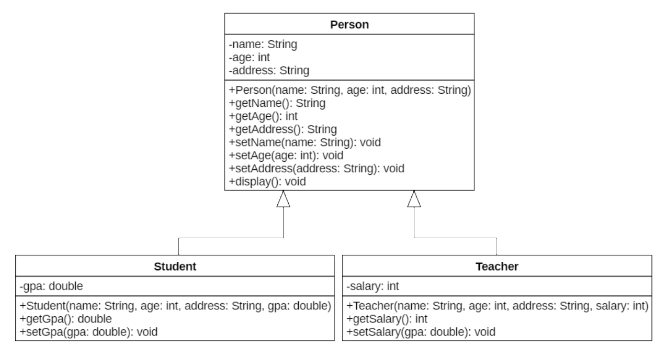 Person
-name: String
-age: int
-address: String
+Person(name: String, age: int, address: String)
+getName(): String
+getAge(): int
+getAddress(): String
+setName(name: String): void
+setAge(age: int): void
+setAddress(address: String): void
+display(): void
Student
-gpa: double
+Student(name: String, age: int, address: String, gpa: double)
+getGpa(): double
+setGpa(gpa: double): void
Teacher
-salary: int
+Teacher(name: String, age: int, address: String, salary: int)
+getSalary(): int
+setSalary(gpa: double): void